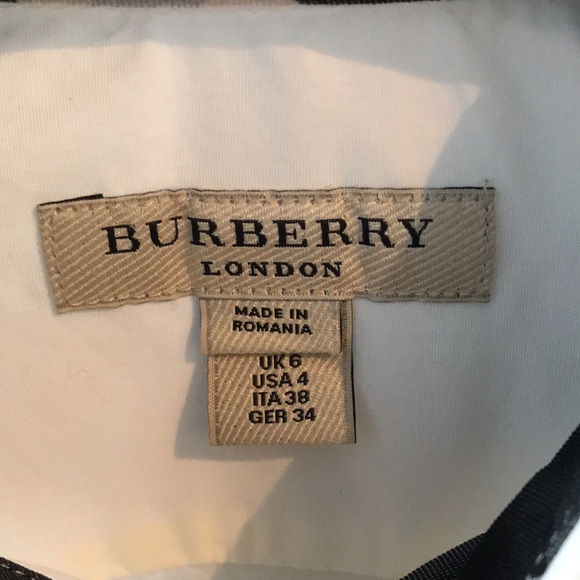 BURBERRY
LONDON
MADE IN
ROMANIA
UK 6
USA 4
ITA 38
GER 34